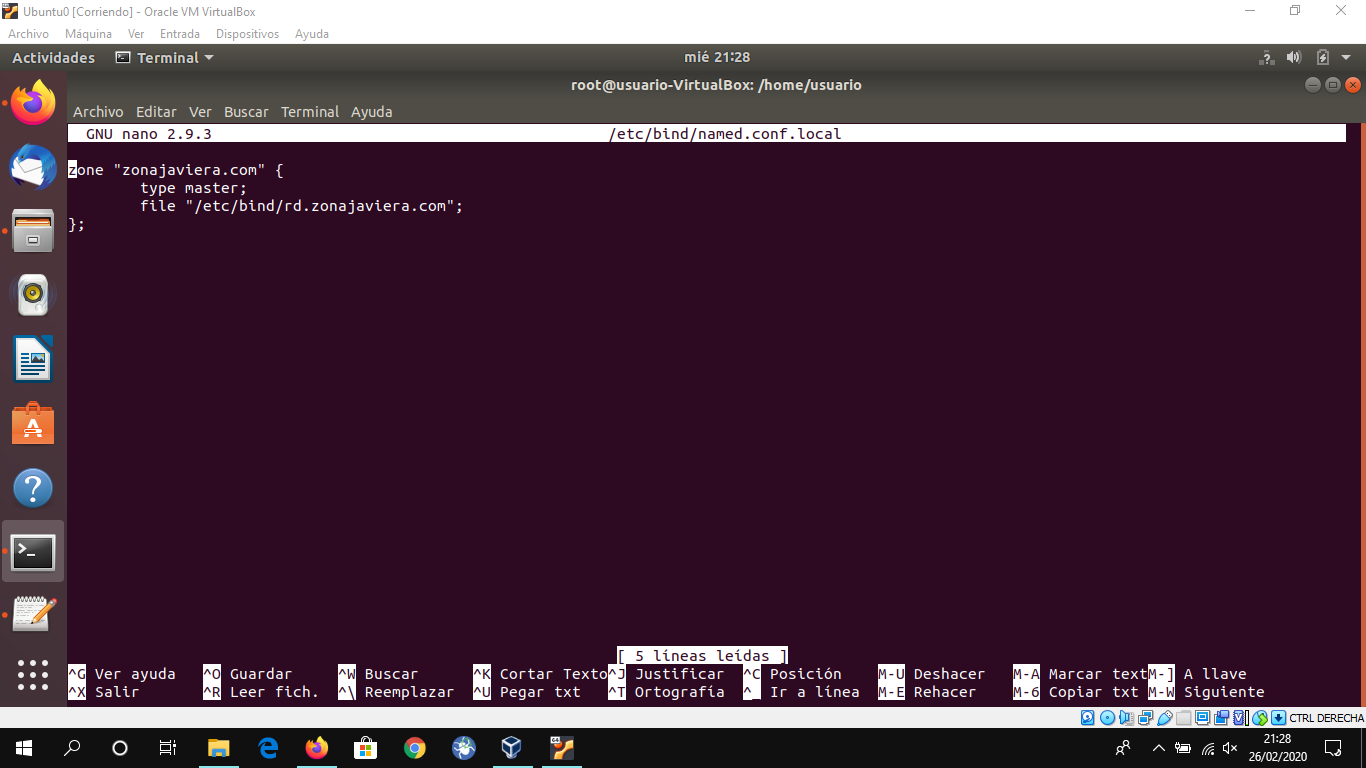 Ubuntu0 [Corriendo] - Oracle VM VirtualBox
Archivo Máquina Ver Entrada Dispositivos Ayuda
Actividades Terminal mié 21:28
root@usuario-VirtualBox: /home/usuario
Archivo Editar Ver Buscar Terminal Ayuda
GNU nano 2.9.3 /etc/bind/named.conf.local
zone "zonajaviera.com" {
type master;
file "/etc/bind/rd.zonajaviera.com";
};
[ 5 líneas leídas ]
^G Ver ayuda ^O Guardar ^W Buscar ^K Cortar Texto ^J Justificar ^C Posición M-U Deshacer M-A Marcar text M-] A llave
^X Salir ^R Leer fich. ^\ Reemplazar ^U Pegar txt ^T Ortografía ^_ Ir a línea M-E Rehacer M-6 Copiar txt M-W Siguiente
CTRL DERECHA
21:28
26/02/2020